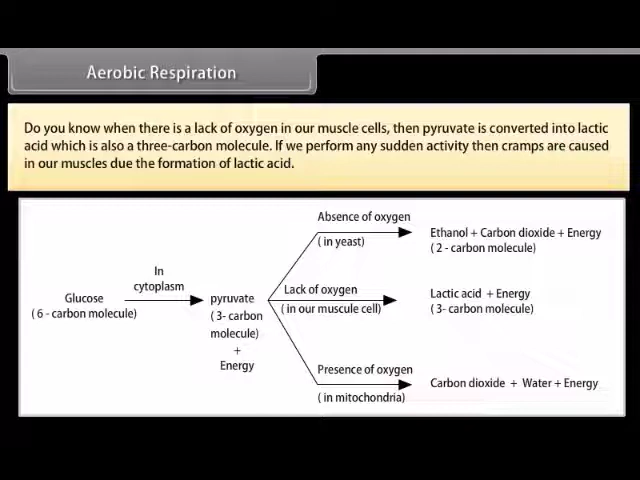 Aerobic Respiration
Do you know when there is a lack of oxygen in our muscle cells, then pyruvate is converted into lactic
acid which is also a three-carbon molecule. If we perform any sudden activity then cramps are caused
in our muscles due the formation of lactic acid.
Absence of oxygen
( in yeast)
Ethanol + Carbon dioxide + Energy
( 2 - carbon molecule)
In
cytoplasm
Glucose
( 6 - carbon molecule)
pyruvate
( 3- carbon
molecule)
+
Energy
Lack of oxygen
( in our muscle cell)
Lactic acid + Energy
( 3- carbon molecule)
Presence of oxygen
( in mitochondria)
Carbon dioxide + Water + Energy